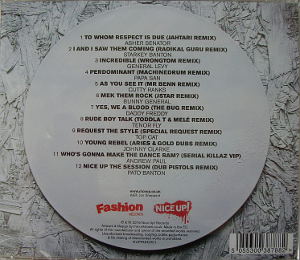 1 TO WHOM RESPECT IS DUE (JAHTARI REMIX)
ASHER SENATOR
2 I AND I SAW THEM COMING (RADIKAL GURU REMIX)
STARKEY BANTON
3 INCREDIBLE (WRONGTOM REMIX)
GENERAL LEVY
4 PERDOMINANT (MACHINEDRUM REMIX)
PAPA SAN
5 AS YOU SEE IT (MR BENN REMIX)
CUTTY RANKS
6 MEK THEM ROCK (JSTAR REMIX)
BUNNY GENERAL
7 YES, WE A BLOOD (THE BUG REMIX)
DADDY FREDDY
8 RUDE BOY TALK (TODDLA T & MELÉ REMIX)
TENOR FLY
9 REQUEST THE STYLE (SPECIAL REQUEST REMIX)
TOP CAT
10 YOUNG REBEL (ARIES & GOLD DUBS REMIX)
JOHNNY CLARKE
11 WHO'S GONNA MAKE THE DANCE RAM? (SERIAL KILLAZ VIP)
ANDREW PAUL
12 NICE UP THE SESSION (DUB PISTOLS REMIX)
PATO BANTON
Fashion
RECORDS
NICE UP!